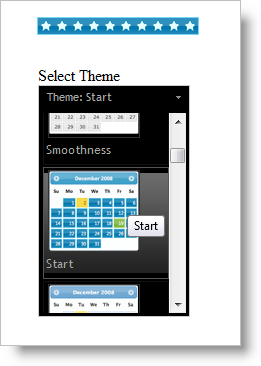 Select Theme
Theme: Start
21 22 23 24 25 26 27
28 29 30 31
Smoothness
December 2008
Su Mo Tu We Th Fr Sa
1 2 3 4 5 6
7 8 9 10 11 12 13
14 15 16 17 18 19
21 22 23 24 25 26
28 29 30 31
Start
Start
December 2008
Su Mo Tu We Th Fr Sa